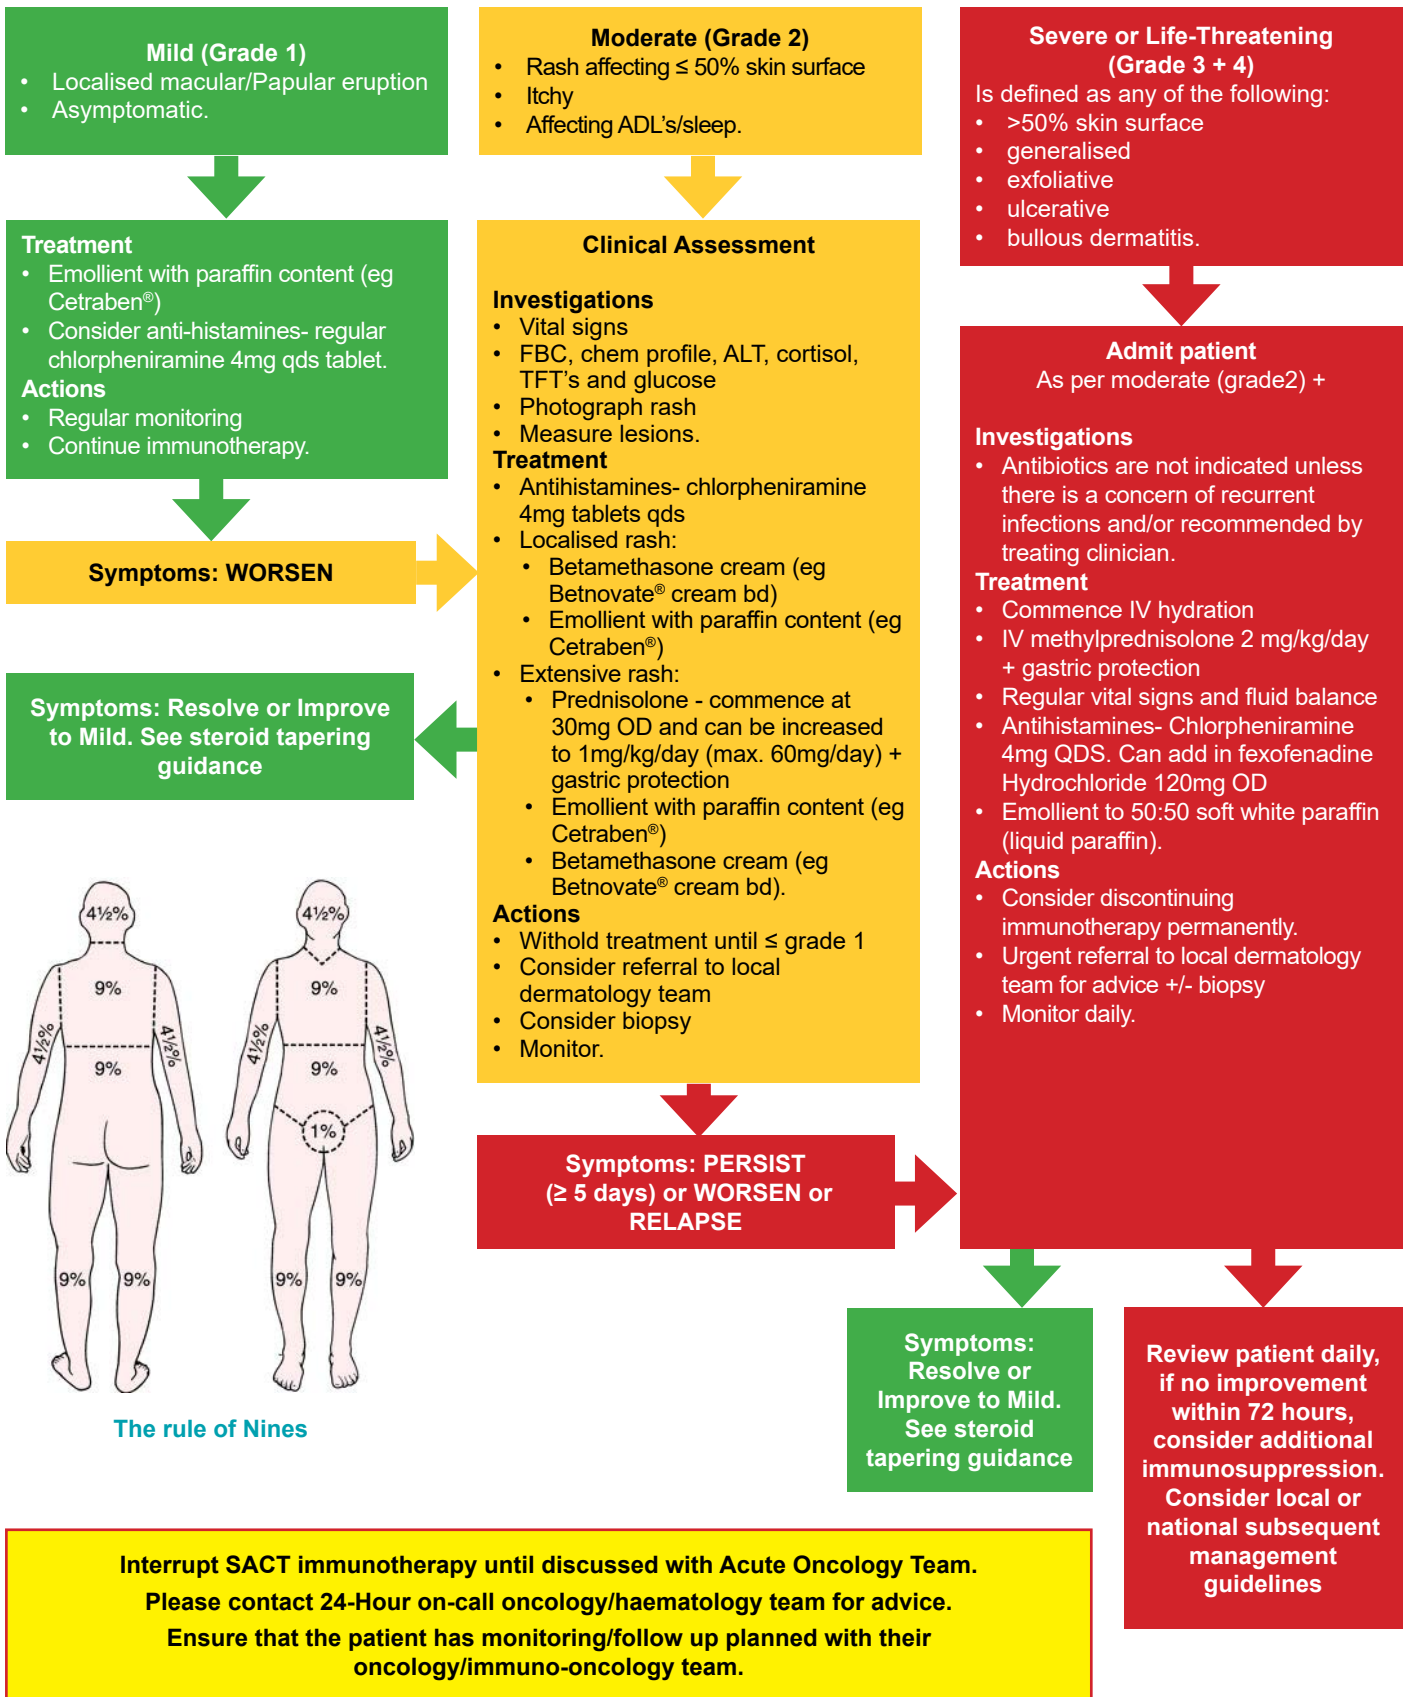 Mild (Grade 1)
• Localised macular/Papular eruption
• Asymptomatic.
Treatment
• Emollient with paraffin content (eg
Cetraben®)
• Consider anti-histamines- regular
chlorpheniramine 4mg qds tablet.
Actions
• Regular monitoring
• Continue immunotherapy.
Symptoms: WORSEN
Symptoms: Resolve or Improve
to Mild. See steroid tapering
guidance
Moderate (Grade 2)
• Rash affecting ≤ 50% skin surface
• Itchy
• Affecting ADL's/sleep.
Clinical Assessment
Investigations
• Vital signs
• FBC, chem profile, ALT, cortisol,
TFT's and glucose
• Photograph rash
• Measure lesions.
Treatment
• Antihistamines- chlorpheniramine
4mg tablets qds
• Localised rash:
• Betamethasone cream (eg
Betnovate® cream bd)
• Emollient with paraffin content (eg
Cetraben®)
• Extensive rash:
• Prednisolone - commence at
30mg OD and can be increased
to 1mg/kg/day (max. 60mg/day) +
gastric protection
• Emollient with paraffin content (eg
Cetraben®)
• Betamethasone cream (eg
Betnovate® cream bd).
Actions
• Withold treatment until ≤ grade 1
• Consider referral to local
dermatology team
• Consider biopsy
• Monitor.
Symptoms: PERSIST
(≥ 5 days) or WORSEN or
RELAPSE
Severe or Life-Threatening
(Grade 3 + 4)
Is defined as any of the following:
• >50% skin surface
• generalised
• exfoliative
• ulcerative
• bullous dermatitis.
Admit patient
As per moderate (grade2) +
Investigations
• Antibiotics are not indicated unless
there is a concern of recurrent
infections and/or recommended by
treating clinician.
Treatment
• Commence IV hydration
• IV methylprednisolone 2 mg/kg/day
+ gastric protection
• Regular vital signs and fluid balance
• Antihistamines- Chlorpheniramine
4mg QDS. Can add in fexofenadine
Hydrochloride 120mg OD
• Emollient to 50:50 soft white paraffin
(liquid paraffin).
Actions
• Consider discontinuing
immunotherapy permanently.
• Urgent referral to local dermatology
team for advice +/- biopsy
• Monitor daily.
Symptoms:
Resolve or
Improve to Mild.
See steroid
tapering guidance
Review patient daily,
if no improvement
within 72 hours,
consider additional
immunosuppression.
Consider local or
national subsequent
management
guidelines
4½%
9%
4½%
4½%
9%
9%
9%
4½%
9%
4½%
4½%
9%
1%
9%
9%
The rule of Nines
Interrupt SACT immunotherapy until discussed with Acute Oncology Team.
Please contact 24-Hour on-call oncology/haematology team for advice.
Ensure that the patient has monitoring/follow up planned with their
oncology/immuno-oncology team.